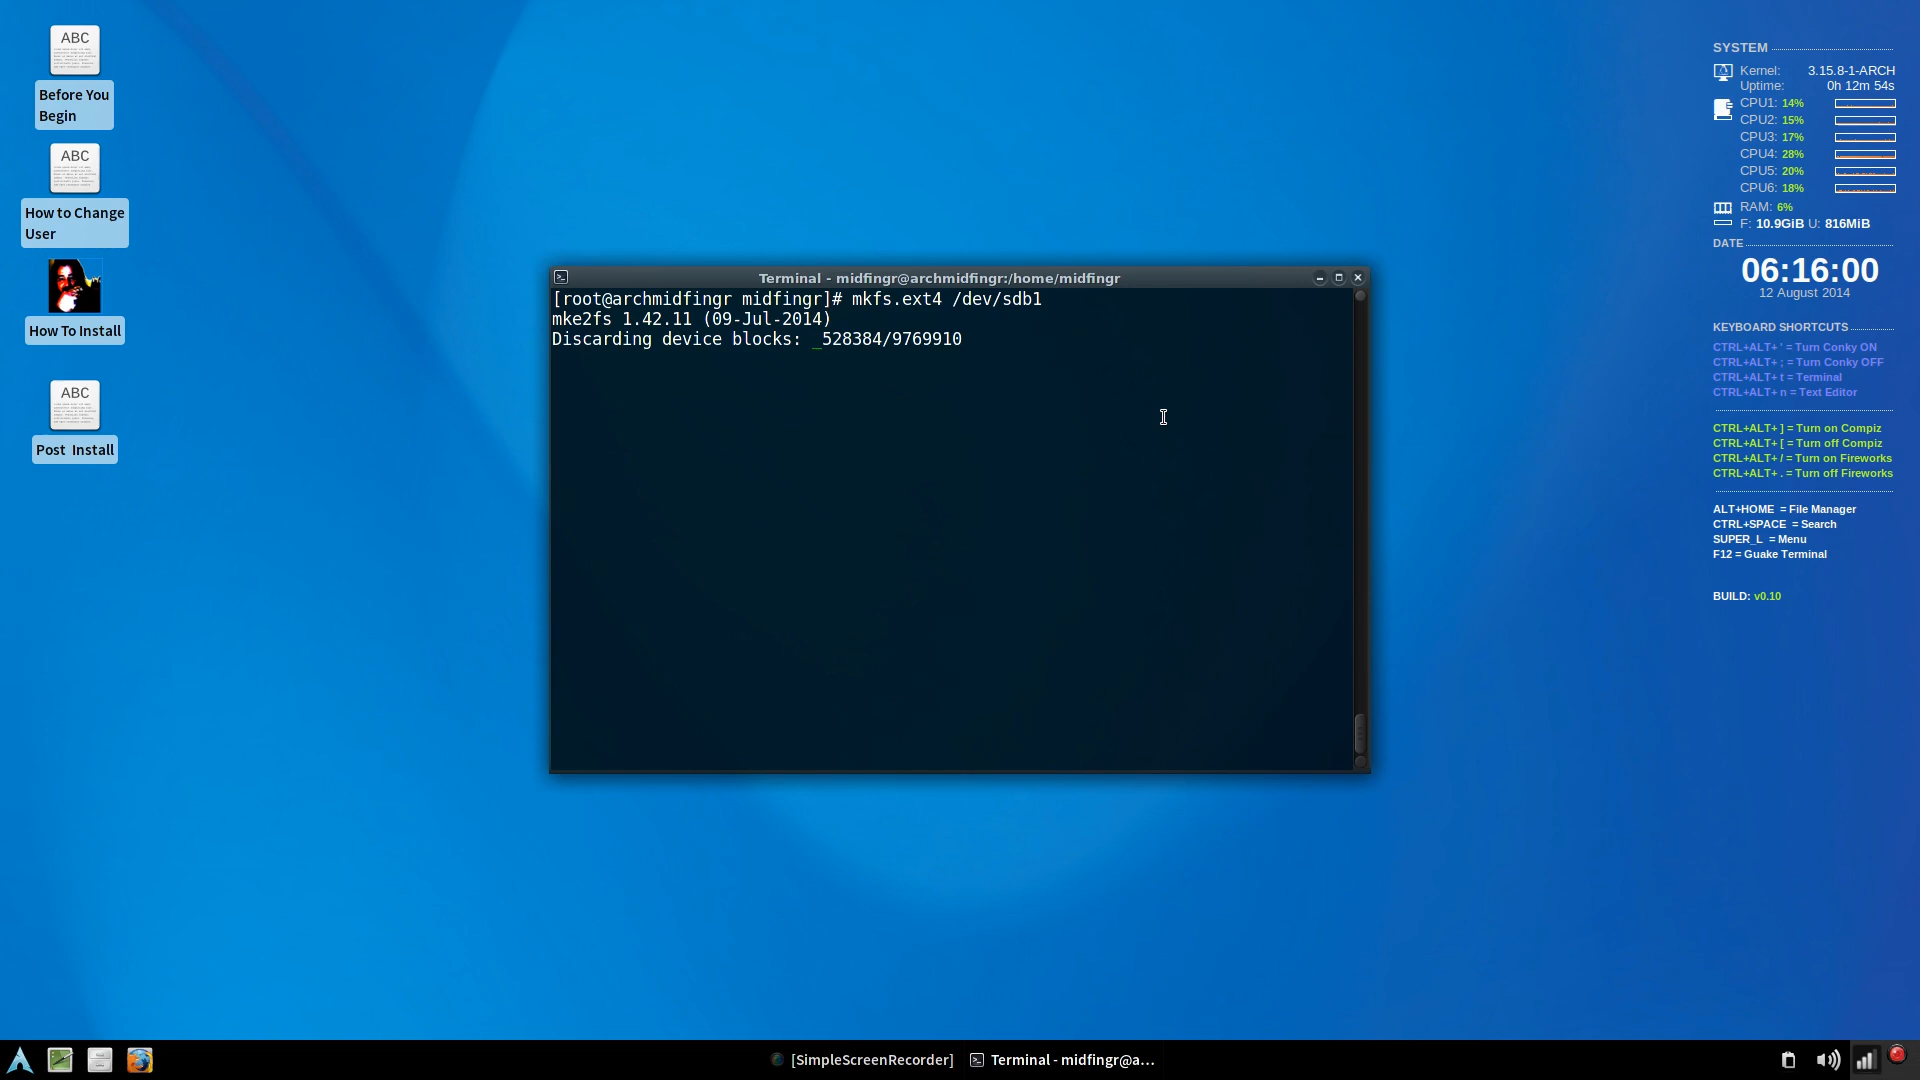 ABC
Before You
Begin
ABC
How to Change
User
How To Install
ABC
Post Install
Terminal - midfingr@archmidfingr:/home/midfingr
[root@archmidfingr midfingr]# mkfs.ext4 /dev/sdb1
mke2fs 1.42.11 (09-Jul-2014)
Discarding device blocks: _528384/9769910
SYSTEM
Kernel: 3.15.8-1-ARCH
Uptime: 0h 12m 54s
CPU1: 14%
CPU2: 15%
CPU3: 17%
CPU4: 28%
CPU5: 20%
CPU6: 18%
RAM: 6%
F: 10.9GiB U: 816MiB
DATE
06:16:00
12 August 2014
KEYBOARD SHORTCUTS
CTRL+ALT+ ' = Turn Conky ON
CTRL+ALT+ ; = Turn Conky OFF
CTRL+ALT+ t = Terminal
CTRL+ALT+ n = Text Editor
CTRL+ALT+ ] = Turn on Compiz
CTRL+ALT+ [ = Turn off Compiz
CTRL+ALT+ / = Turn on Fireworks
CTRL+ALT+ . = Turn off Fireworks
ALT+HOME = File Manager
CTRL+SPACE = Search
SUPER_L = Menu
F12 = Guake Terminal
BUILD: v0.10
[SimpleScreenRecorder]
Terminal - midfingr@a...